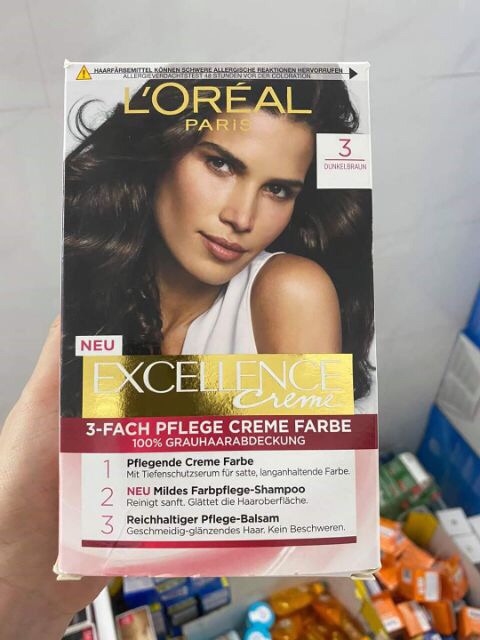 HAARFÄRBEMITTEL KÖNNEN SCHWERE ALLERGISCHE REAKTIONEN HERVORRUFEN
ALLERGIEVERDACHTSTEST 48 STUNDEN VOR DER COLORATION
L'ORÉAL
PARIS
3
DUNKELBRAUN
NEU
EXCELLENCE
Creme
3-FACH PFLEGE CREME FARBE
100% GRAUHAARABDECKUNG
1 Pflegende Creme Farbe
Mit Tiefenschutzserum für satte, langanhaltende Farbe.
2 NEU Mildes Farbpflege-Shampoo
Reinigt sanft. Glättet die Haaroberfläche.
3 Reichhaltiger Pflege-Balsam
Geschmeidig-glänzendes Haar. Kein Beschweren.